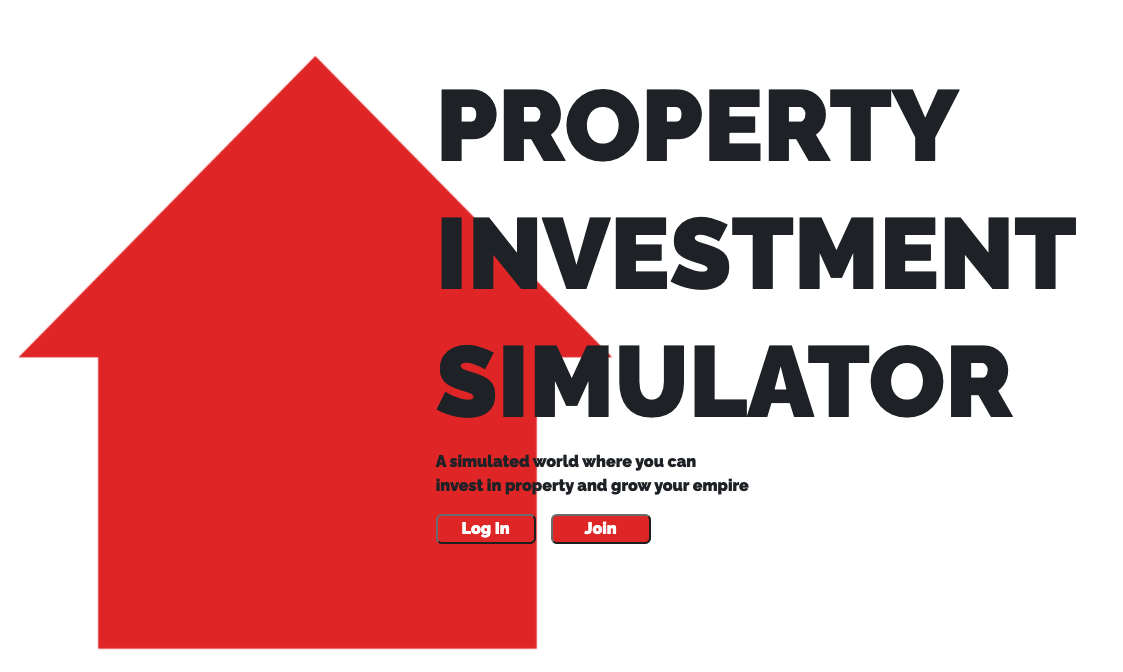 PROPERTY
INVESTMENT
SIMULATOR
A simulated world where you can
invest in property and grow your empire
Log In
Join